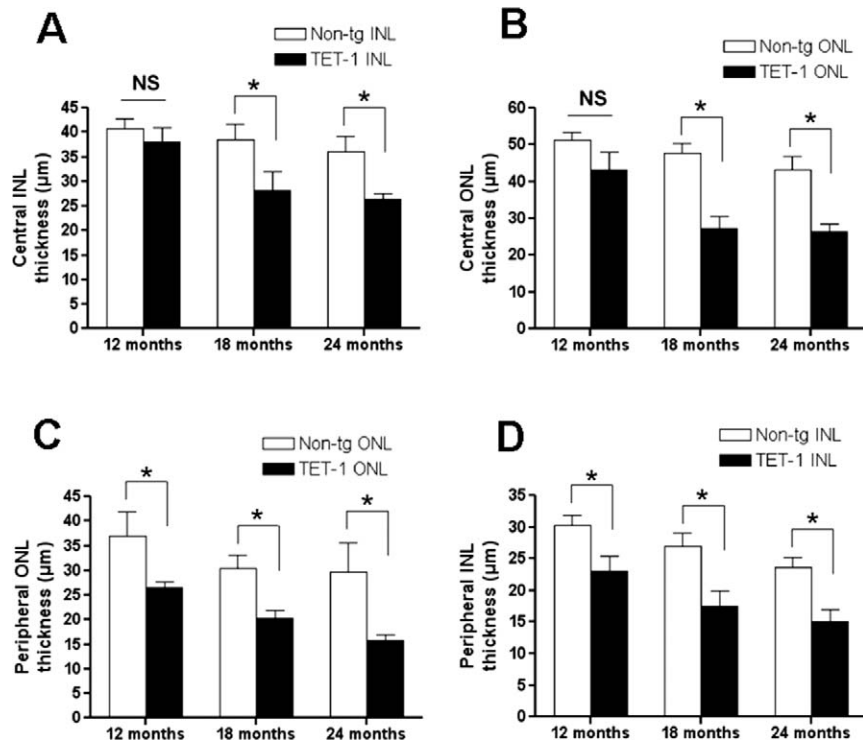 A
Non-tg INL
TET-1 INL
NS
*
*
Central INL
thickness (µm)
45
40
35
30
25
20
15
10
5
0
12 months 18 months 24 months
B
Non-tg ONL
TET-1 ONL
NS
*
*
Central ONL
thickness (µm)
60
50
40
30
20
10
0
12 months 18 months 24 months
C
Non-tg ONL
TET-1 ONL
*
*
*
Peripheral ONL
thickness (µm)
45
40
35
30
25
20
15
10
5
0
12 months 18 months 24 months
D
Non-tg INL
TET-1 INL
*
*
*
Peripheral INL
thickness (µm)
35
30
25
20
15
10
5
0
12 months 18 months 24 months